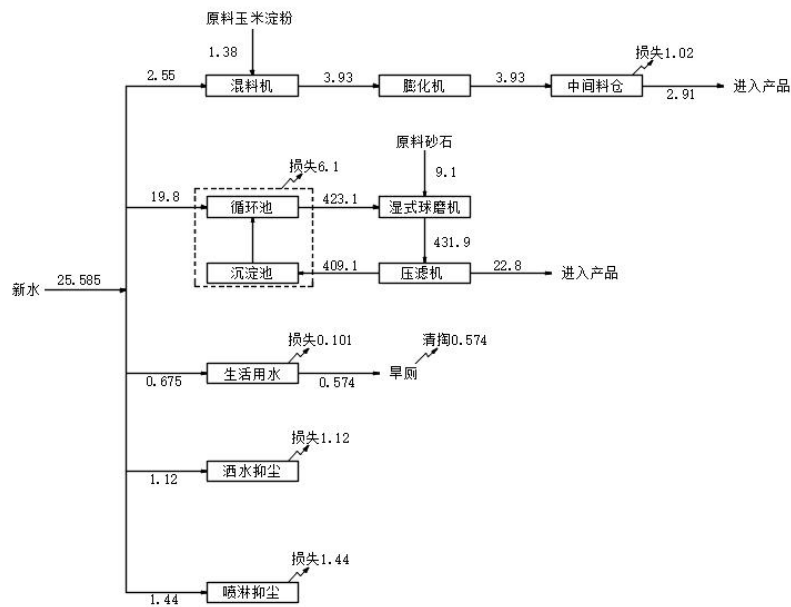 原料玉米淀粉
1.38
损失1.02
2.55
混料机
3.93
膨化机
3.93
中间料仓
2.91
进入产品
原料砂石
9.1
损失6.1
19.8
循环池
423.1
湿式球磨机
431.9
沉淀池
409.1
压滤机
22.8
进入产品
新水
25.585
损失0.101
清掏0.574
0.675
生活用水
0.574
旱厕
损失1.12
1.12
洒水抑尘
损失1.44
1.44
喷淋抑尘